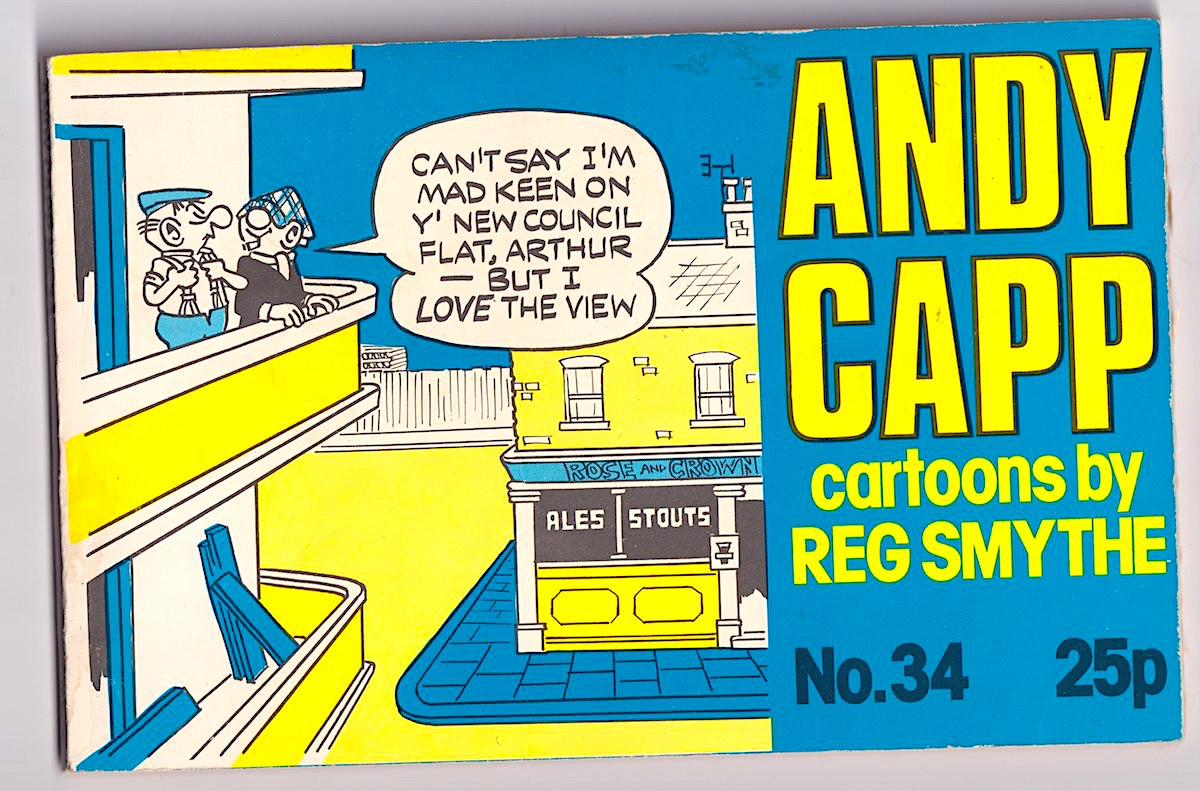 CAN'T SAY I'M
MAD KEEN ON
Y' NEW COUNCIL
FLAT, ARTHUR
— BUT I
LOVE THE VIEW
ROSE AND CROWN
ALES STOUTS
ANDY
CAPP
cartoons by
REG SMYTHE
No.34 25p